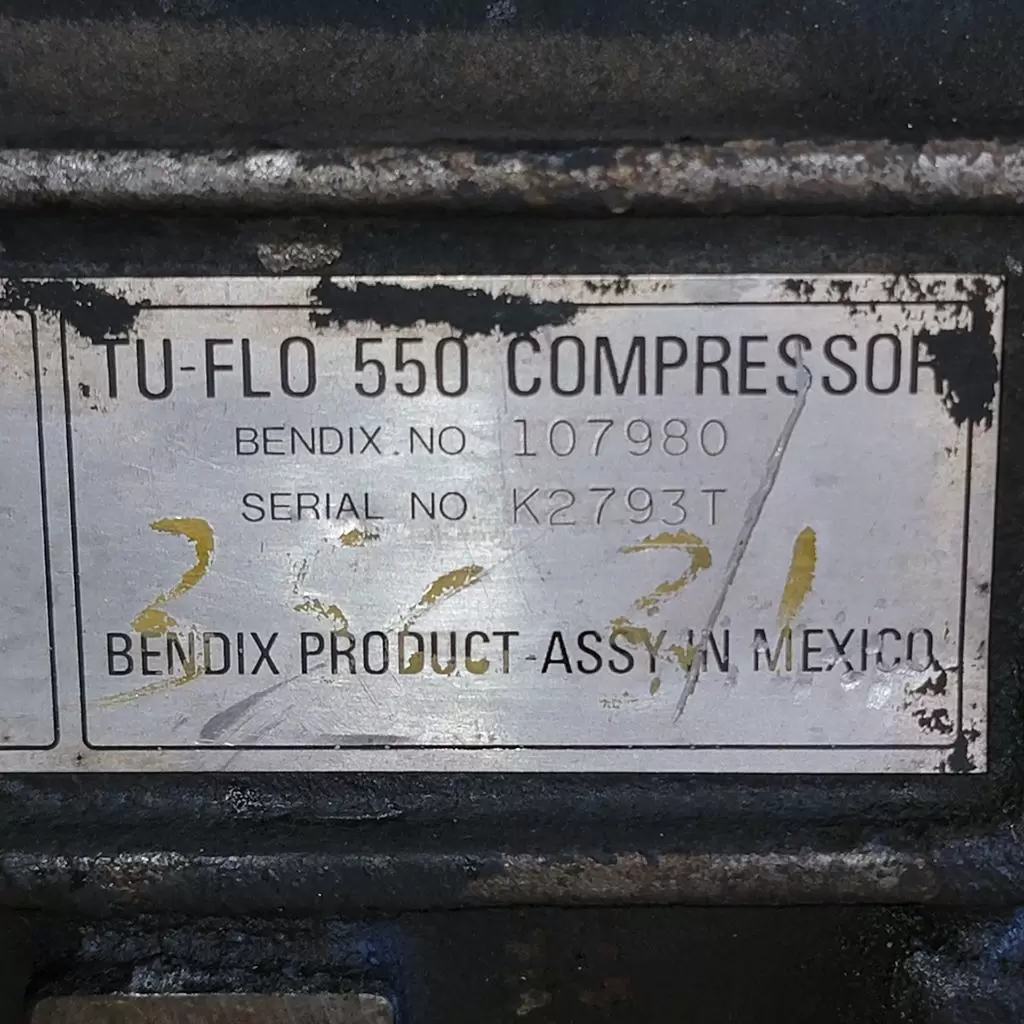 TU-FLO 550 COMPRESSOR
BENDIX NO. 107980
SERIAL NO. K2793T
BENDIX PRODUCT-ASSY IN MEXICO